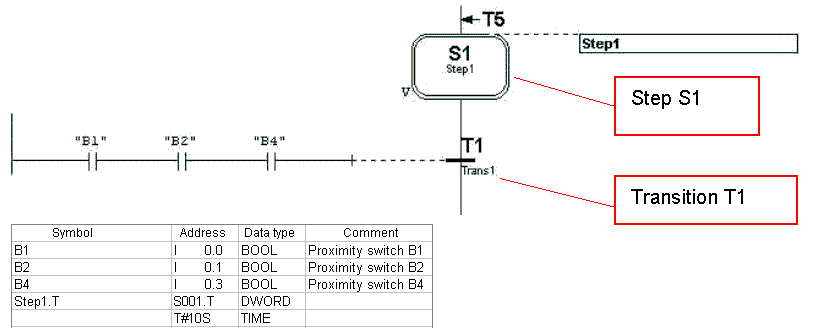 T5
S1
Step1
Step1
V
Step S1
"B1" "B2" "B4"
T1
Trans1
Transition T1
Symbol Address Data type Comment
B1 I 0.0 BOOL Proximity switch B1
B2 I 0.1 BOOL Proximity switch B2
B4 I 0.3 BOOL Proximity switch B4
Step1.T S001.T DWORD
T#10S TIME